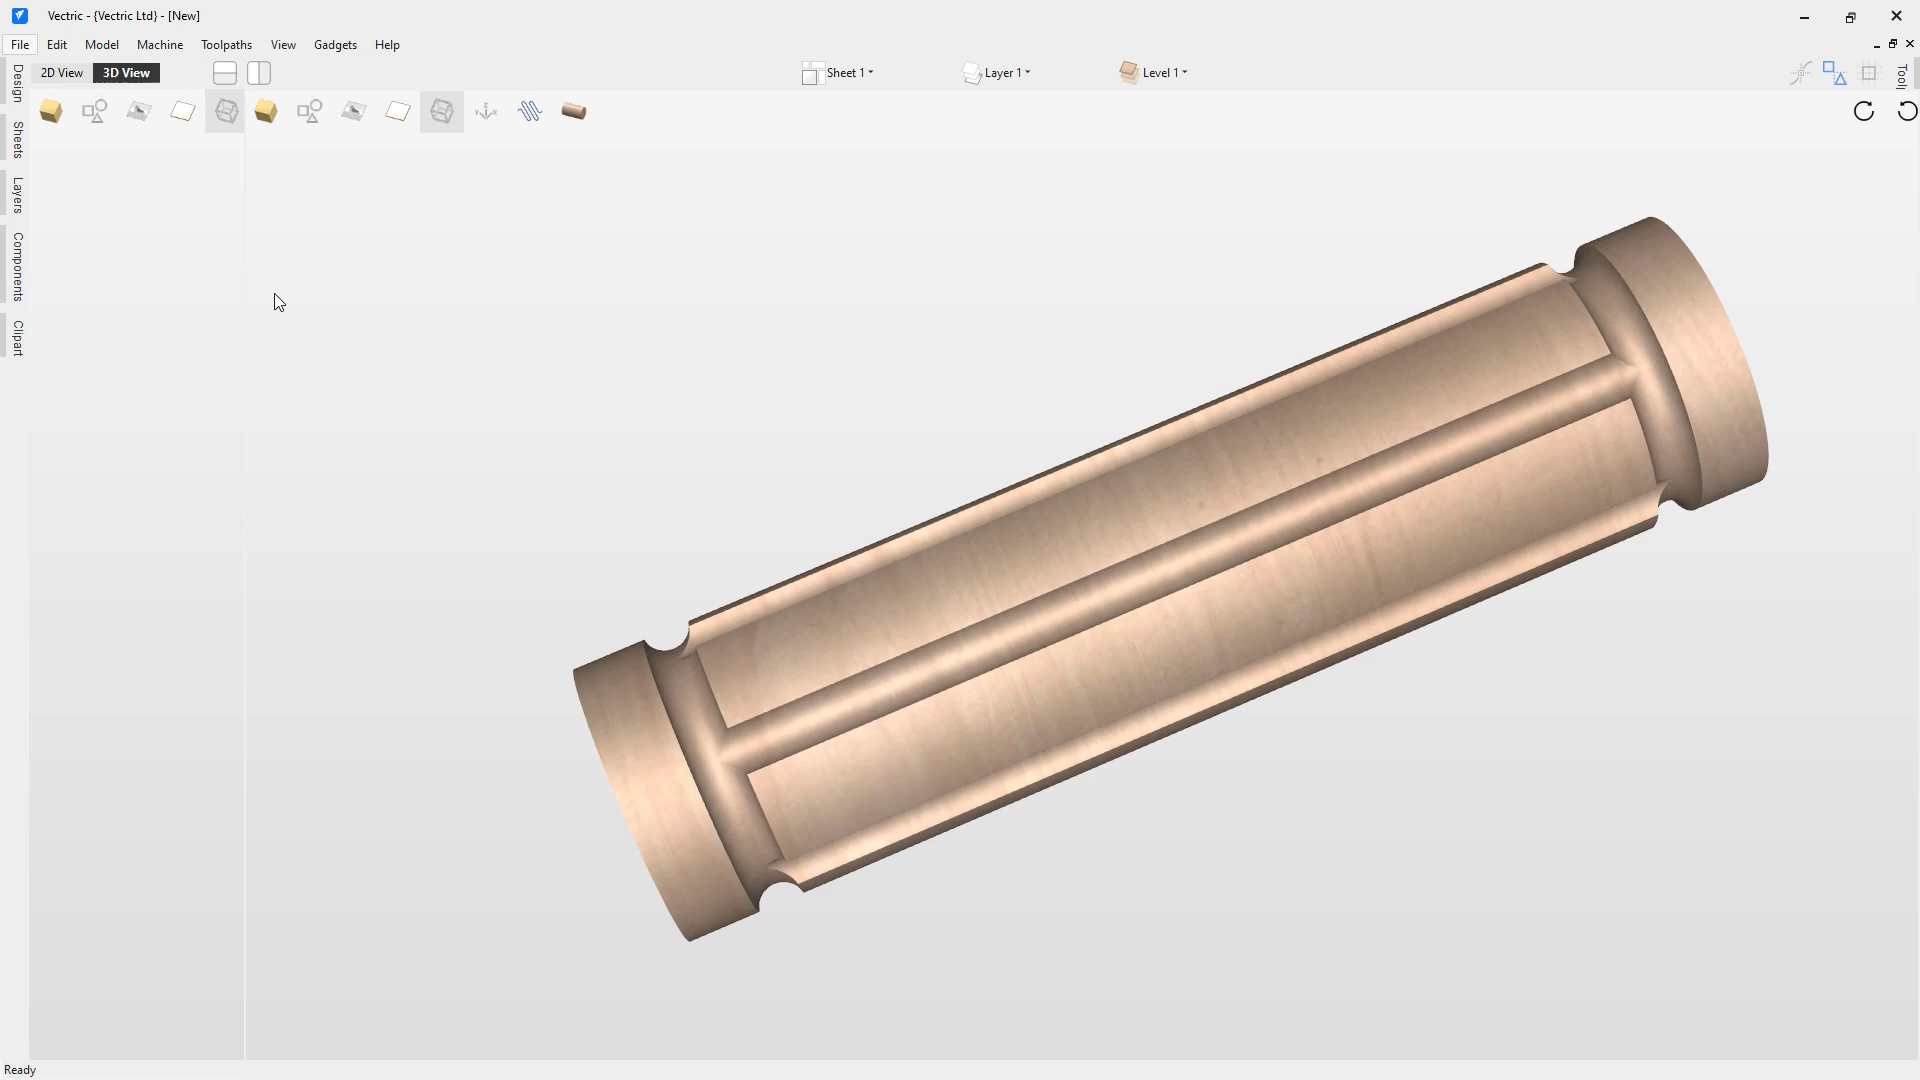 Vectric - {Vectric Ltd} - [New]
File Edit Model Machine Toolpaths View Gadgets Help
2D View 3D View Sheet 1 Layer 1 Level 1
Design
Sheets
Layers
Components
Clipart
Ready